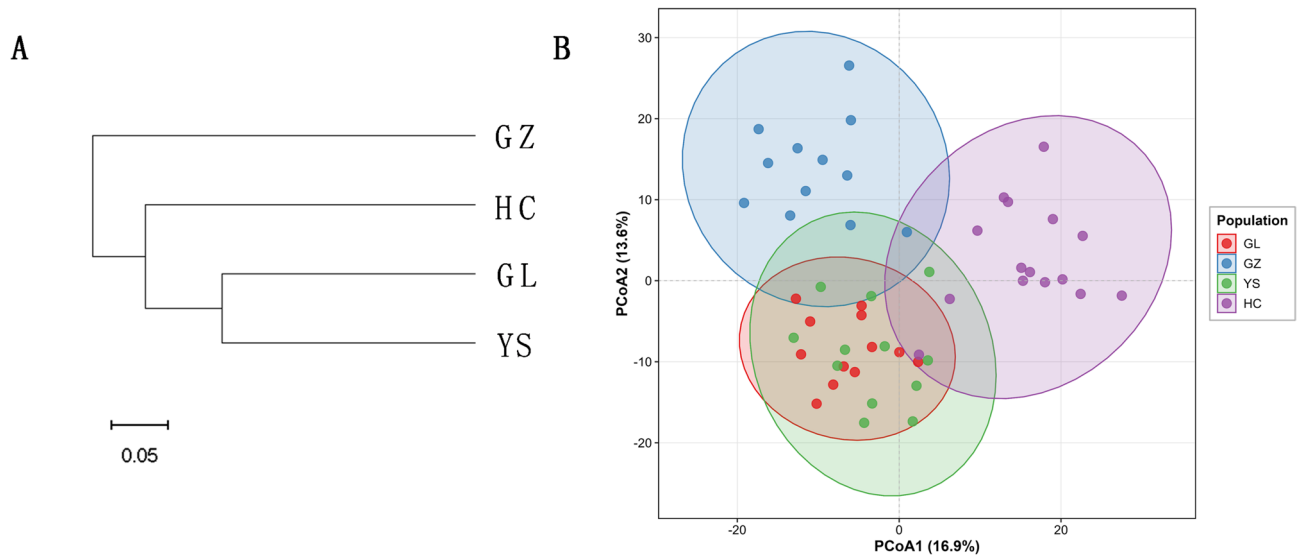 A
GZ
HC
GL
YS
0.05
B
30
20
10
0
-10
-20
PCoA2 (13.6%)
-20
0
20
PCoA1 (16.9%)
Population
GL
GZ
YS
HC